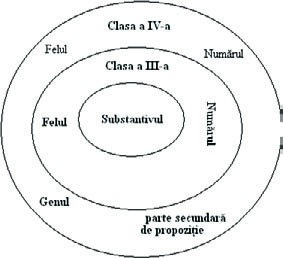 Clasa a IV-a
Felul
Numărul
Clasa a III-a
Felul
Substantivul
Numărul
Genul
parte secundară
de propoziție